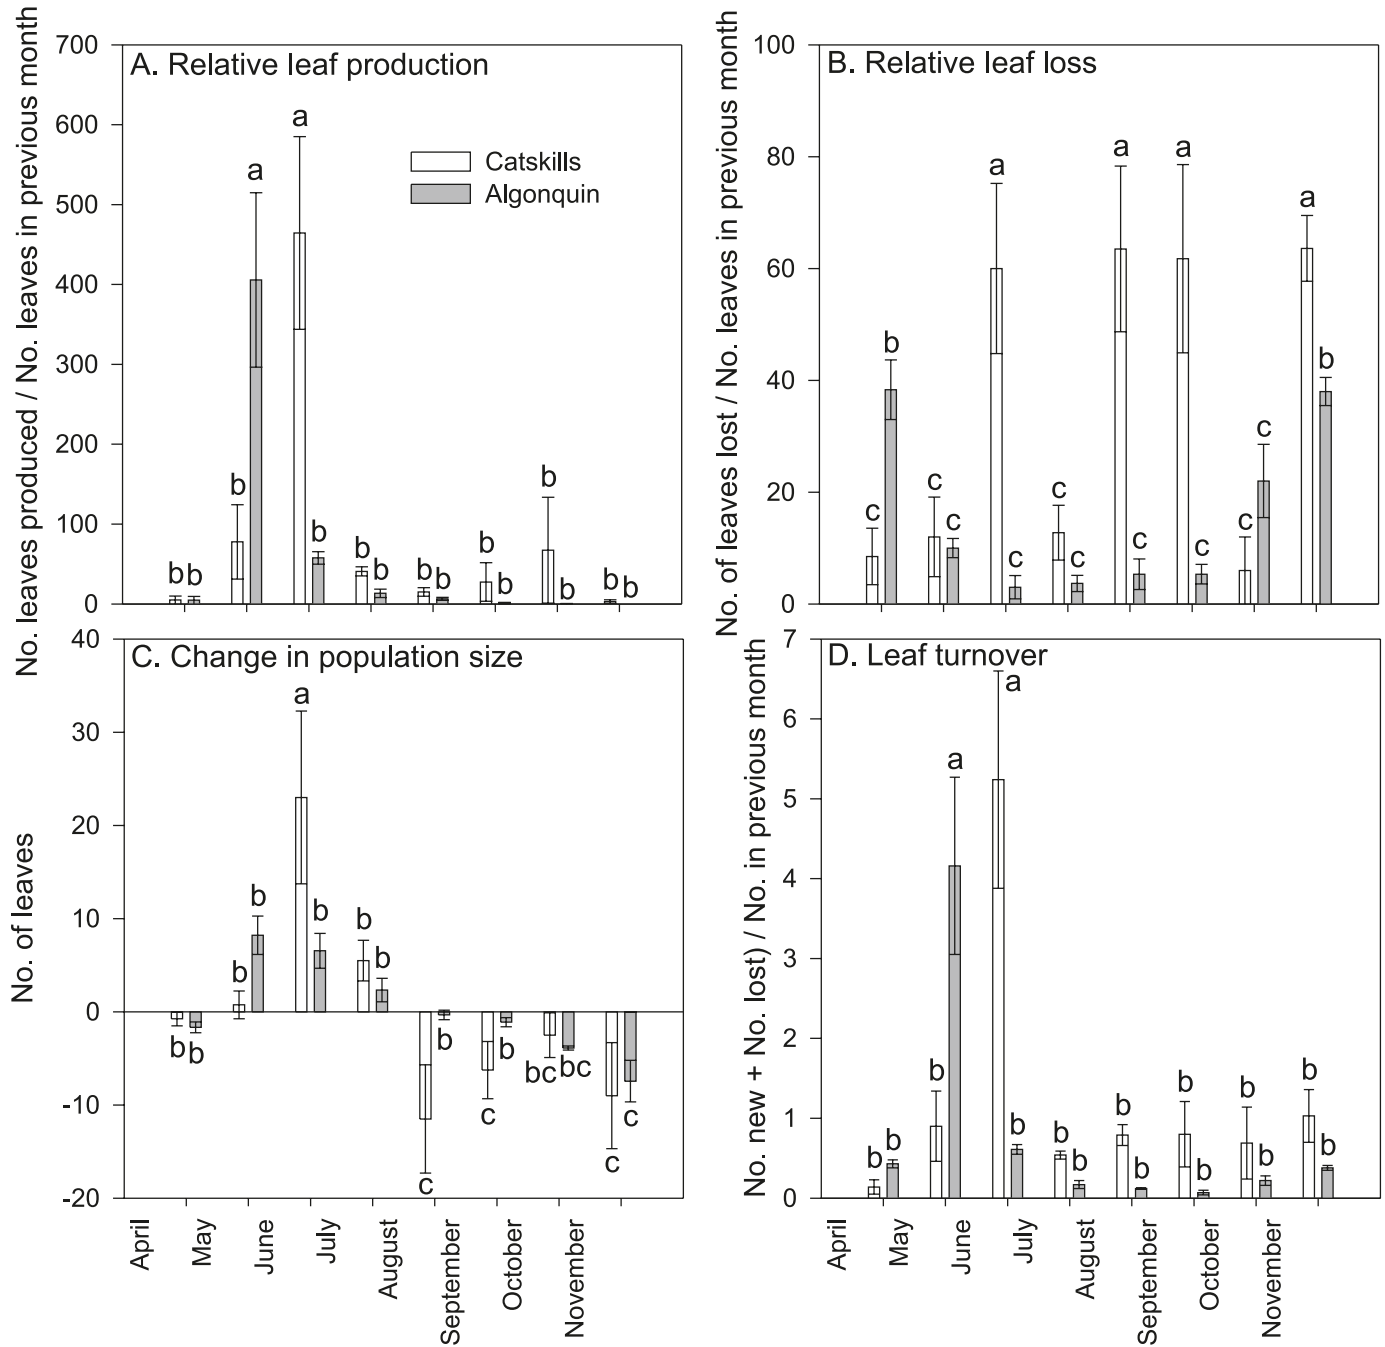 No. leaves produced / No. leaves in previous month
A. Relative leaf production
700
600
500
400
300
200
100
0
Catskills
Algonquin
b
b
b
a
a
b
b
b
b
b
b
b
b
b
b
b
No. of leaves lost / No. leaves in previous month
B. Relative leaf loss
100
80
60
40
20
0
c
b
c
c
a
c
c
c
a
c
a
c
c
c
a
b
No. of leaves
C. Change in population size
40
30
20
10
0
-10
-20
b
b
b
b
a
b
b
b
c
b
c
b
bc
bc
c
c
April
May
June
July
August
September
October
November
No. new + No. lost) / No. in previous month
D. Leaf turnover
7
6
5
4
3
2
1
0
b
b
b
a
a
b
b
b
b
b
b
b
b
b
b
b
April
May
June
July
August
September
October
November